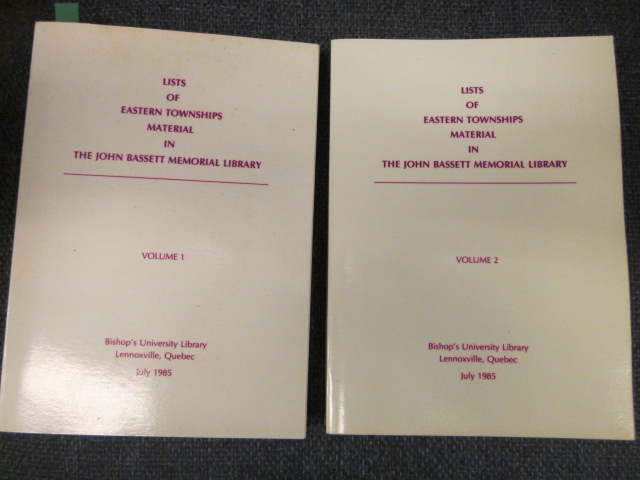 LISTS
OF
EASTERN TOWNSHIPS
MATERIAL
IN
THE JOHN BASSETT MEMORIAL LIBRARY
VOLUME 1
Bishop's University Library
Lennoxville, Quebec
July 1985
LISTS
OF
EASTERN TOWNSHIPS
MATERIAL
IN
THE JOHN BASSETT MEMORIAL LIBRARY
VOLUME 2
Bishop's University Library
Lennoxville, Quebec
July 1985